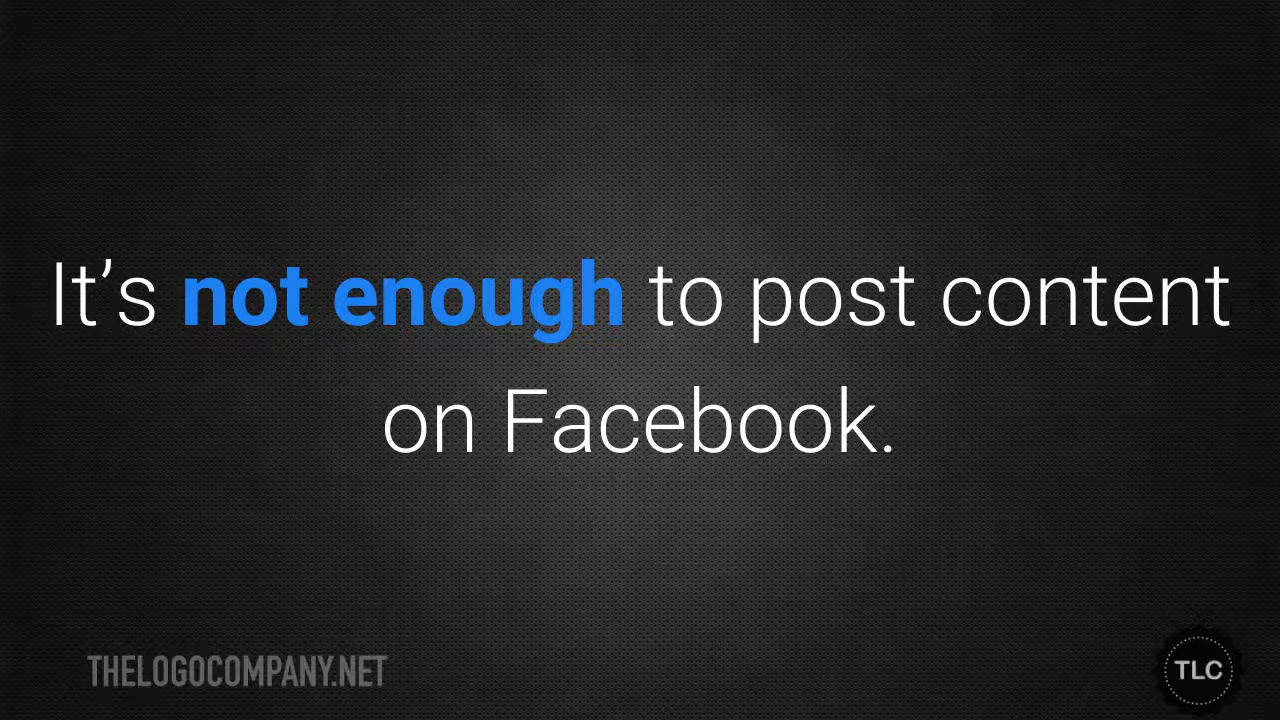 It’s not enough to post content
on Facebook.
THELOGOCOMPANY.NET
TLC